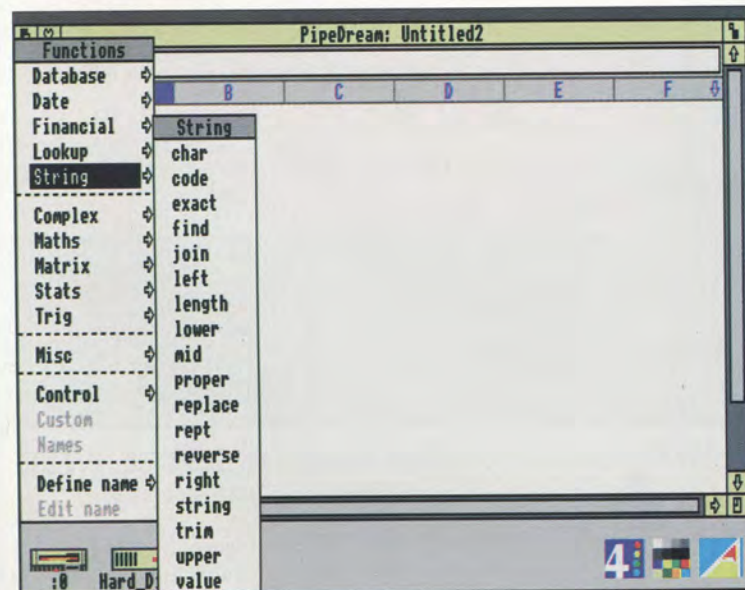 PipeDream: Untitled2
Functions
Database
Date
Financial
Lookup
String
Complex
Maths
Matrix
Stats
Trig
Misc
Control
Custom
Names
Define name
Edit name
B C D E F
String
char
code
exact
find
join
left
length
lower
mid
proper
replace
rept
reverse
right
string
trim
upper
value
:0
Hard_D
4